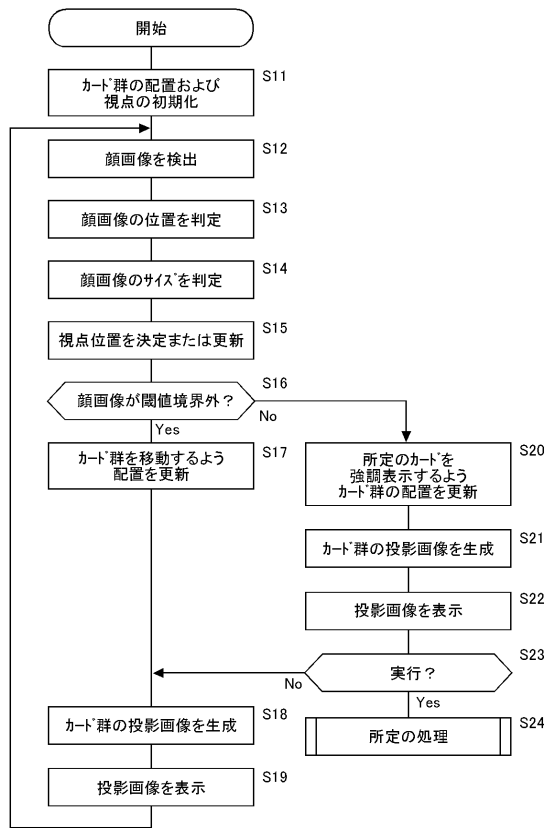 開始
S11
カード群の配置および
視点の初期化
S12
顔画像を検出
S13
顔画像の位置を判定
S14
顔画像のサイズを判定
S15
視点位置を決定または更新
S16
顔画像が閾値境界外？
No
Yes
S17
カード群を移動するよう
配置を更新
S20
所定のカードを
強調表示するよう
カード群の配置を更新
S21
カード群の投影画像を生成
S22
投影画像を表示
S23
実行？
No
Yes
S18
カード群の投影画像を生成
S24
所定の処理
S19
投影画像を表示